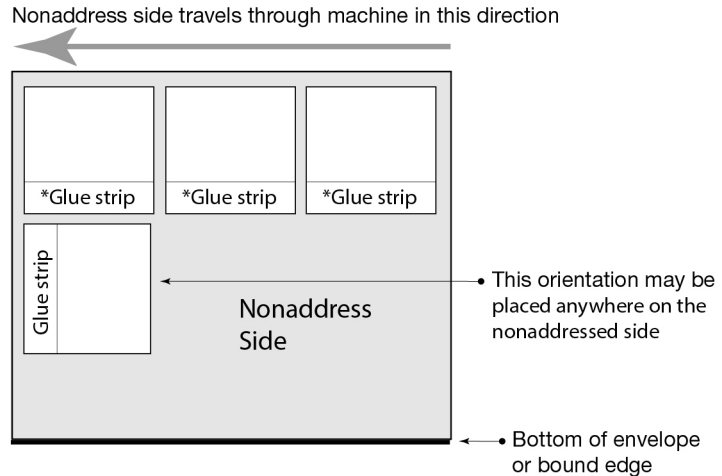 Nonaddress side travels through machine in this direction
*Glue strip
*Glue strip
*Glue strip
Glue strip
Nonaddress
Side
This orientation may be
placed anywhere on the
nonaddressed side
Bottom of envelope
or bound edge